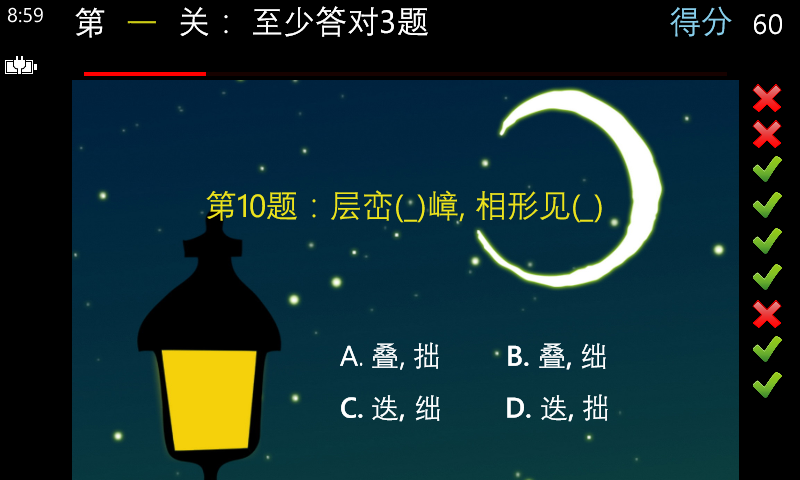 8:59
第 一 关： 至少答对3题
得分 60
第10题：层峦(_)嶂, 相形见(_)
A. 叠, 拙
B. 叠, 绌
C. 迭, 绌
D. 迭, 拙